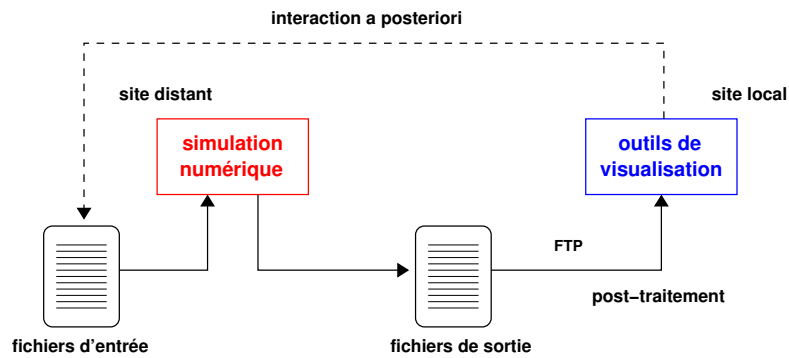 interaction a posteriori
site distant
site local
simulation
numérique
outils de
visualisation
FTP
post−traitement
fichiers d'entrée
fichiers de sortie